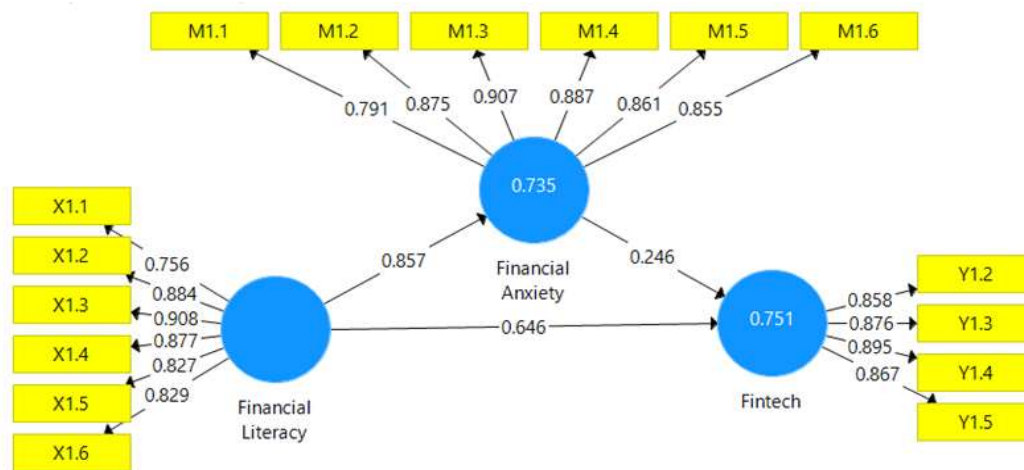 M1.1 M1.2 M1.3 M1.4 M1.5 M1.6
0.791 0.875 0.907 0.887 0.861 0.855
0.735
Financial
Anxiety
X1.1
X1.2
X1.3
X1.4
X1.5
X1.6
0.756
0.884
0.908
0.877
0.827
0.829
Financial
Literacy
0.857
0.246
0.646
0.751
Fintech
0.858
0.876
0.895
0.867
Y1.2
Y1.3
Y1.4
Y1.5